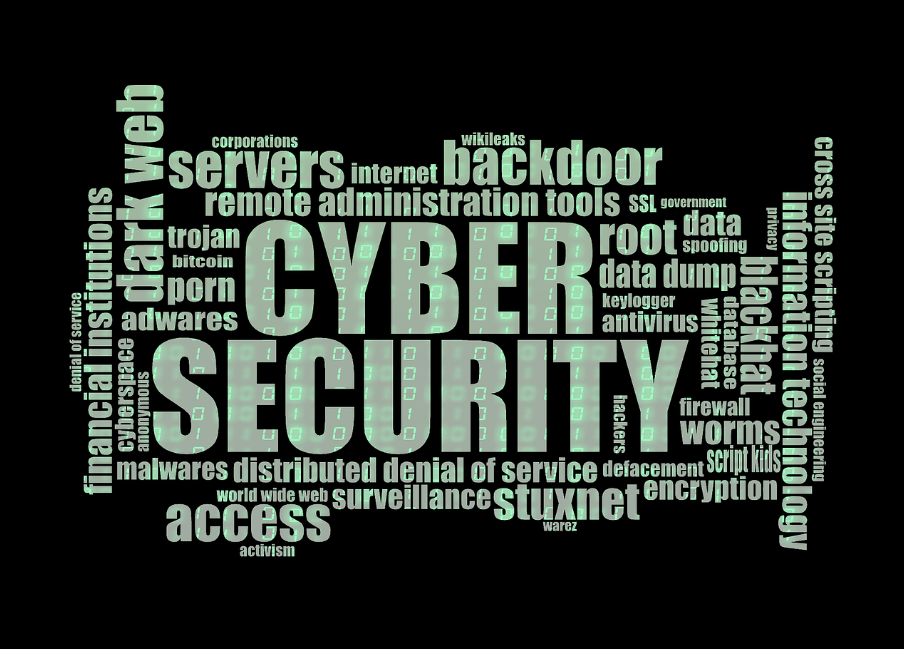 dark web
corporations
servers
internet
wikileaks
backdoor
remote administration tools
SSL
government
cross site scripting
financial institutions
trojan
bitcoin
porn
adwares
CYBER
root
data
spoofing
privacy
data dump
keylogger
antivirus
whitehat
database
blackhat
information technology
denial of service
cyberspace
anonymous
SECURITY
hackers
firewall
worms
script kids
social enginering
malwares
distributed denial of service
defacement
encryption
world wide web
surveillance
stuxnet
access
warez
activism